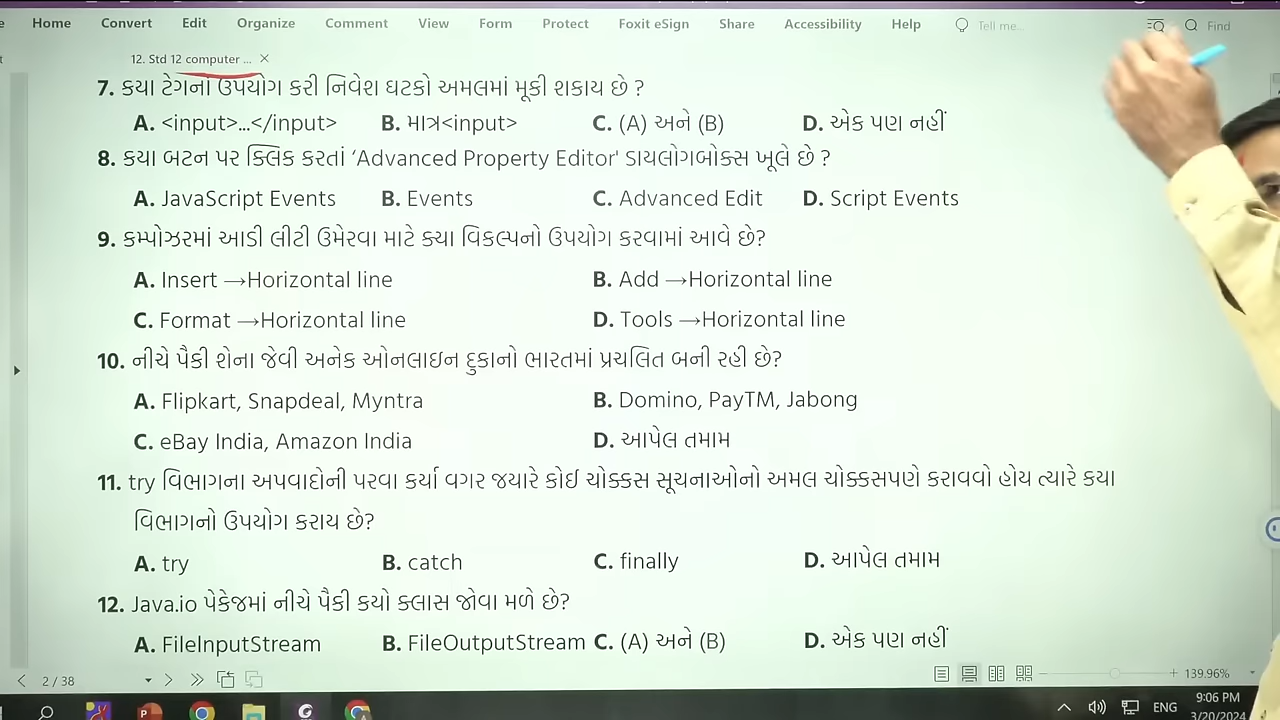 e Home Convert Edit Organize Comment View Form Protect Foxit eSign Share Accessibility Help Tell me... Find
t 12. Std 12 computer ... ×
7. કયા ટેગનો ઉપયોગ કરી નિવેશ ઘટકો અમલમાં મૂકી શકાય છે ?
A. <input>...</input> B. માત્ર<input> C. (A) અને (B) D. એક પણ નહીં
8. કયા બટન પર ક્લિક કરતાં ‘Advanced Property Editor' ડાયલોગબોક્સ ખૂલે છે ?
A. JavaScript Events B. Events C. Advanced Edit D. Script Events
9. કમ્પોઝરમાં આડી લીટી ઉમેરવા માટે ક્યા વિકલ્પનો ઉપયોગ કરવામાં આવે છે?
A. Insert →Horizontal line B. Add →Horizontal line
C. Format →Horizontal line D. Tools →Horizontal line
10. નીચે પૈકી શેના જેવી અનેક ઓનલાઇન દુકાનો ભારતમાં પ્રચલિત બની રહી છે?
A. Flipkart, Snapdeal, Myntra B. Domino, PayTM, Jabong
C. eBay India, Amazon India D. આપેલ તમામ
11. try વિભાગના અપવાદોની પરવા કર્યા વગર જયારે કોઈ ચોક્કસ સૂચનાઓનો અમલ ચોક્કસપણે કરાવવો હોય ત્યારે કયા
વિભાગનો ઉપયોગ કરાય છે?
A. try B. catch C. finally D. આપેલ તમામ
12. Java.io પેકેજમાં નીચે પૈકી કયો ક્લાસ જોવા મળે છે?
A. FileInputStream B. FileOutputStream C. (A) અને (B) D. એક પણ નહીં
2 / 38 139.96%
ENG 9:06 PM
3/20/2024